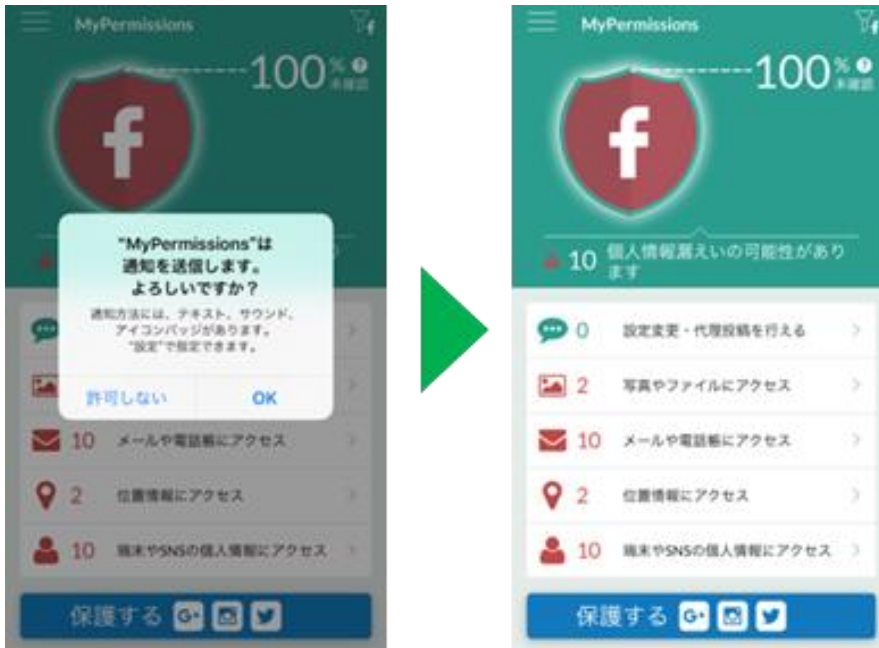 MyPermissions
100%
未確認
"MyPermissions"は
通知を送信します。
よろしいですか？
通知方法には、テキスト、サウンド、
アイコンバッジがあります。
"設定"で指定できます。
許可しない OK
10 メールや電話帳にアクセス
2 位置情報にアクセス
10 端末やSNSの個人情報にアクセス
保護する G+
MyPermissions
100%
未確認
f
10 個人情報漏えいの可能性があり
ます
0 設定変更・代理投稿を行える
2 写真やファイルにアクセス
10 メールや電話帳にアクセス
2 位置情報にアクセス
10 端末やSNSの個人情報にアクセス
保護する G+